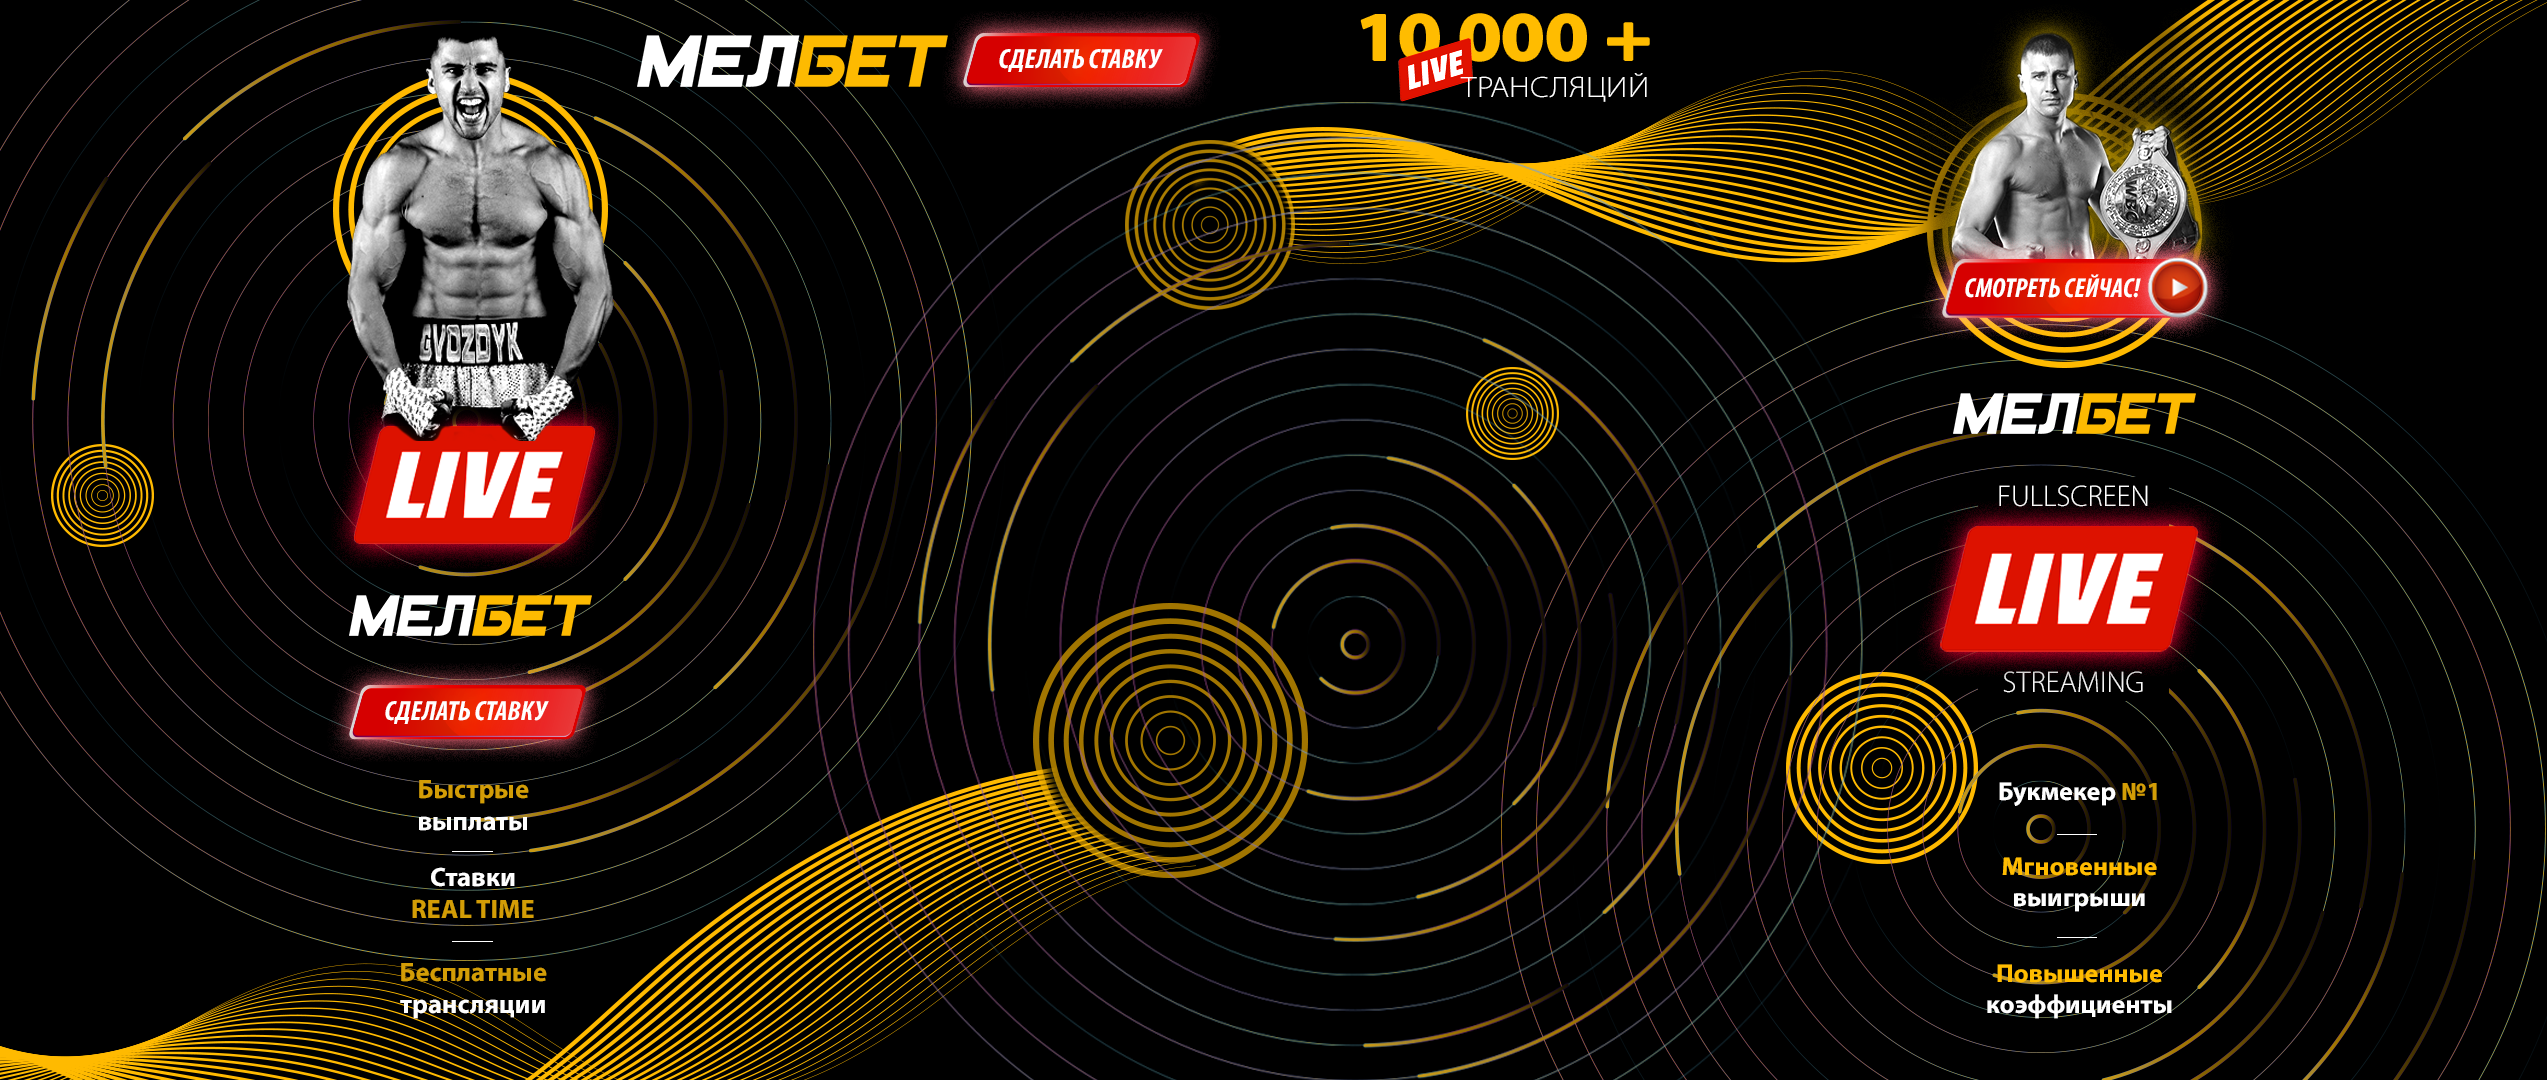 МЕЛБЕТ
СДЕЛАТЬ СТАВКУ
10 000 +
LIVE
ТРАНСЛЯЦИЙ
GVOZDYK
LIVE
МЕЛБЕТ
СДЕЛАТЬ СТАВКУ
Быстрые
выплаты
Ставки
REAL TIME
Бесплатные
трансляции
WBC
СМОТРЕТЬ СЕЙЧАС!
МЕЛБЕТ
FULLSCREEN
LIVE
STREAMING
Букмекер №1
Мгновенные
выигрыши
Повышенные
коэффициенты